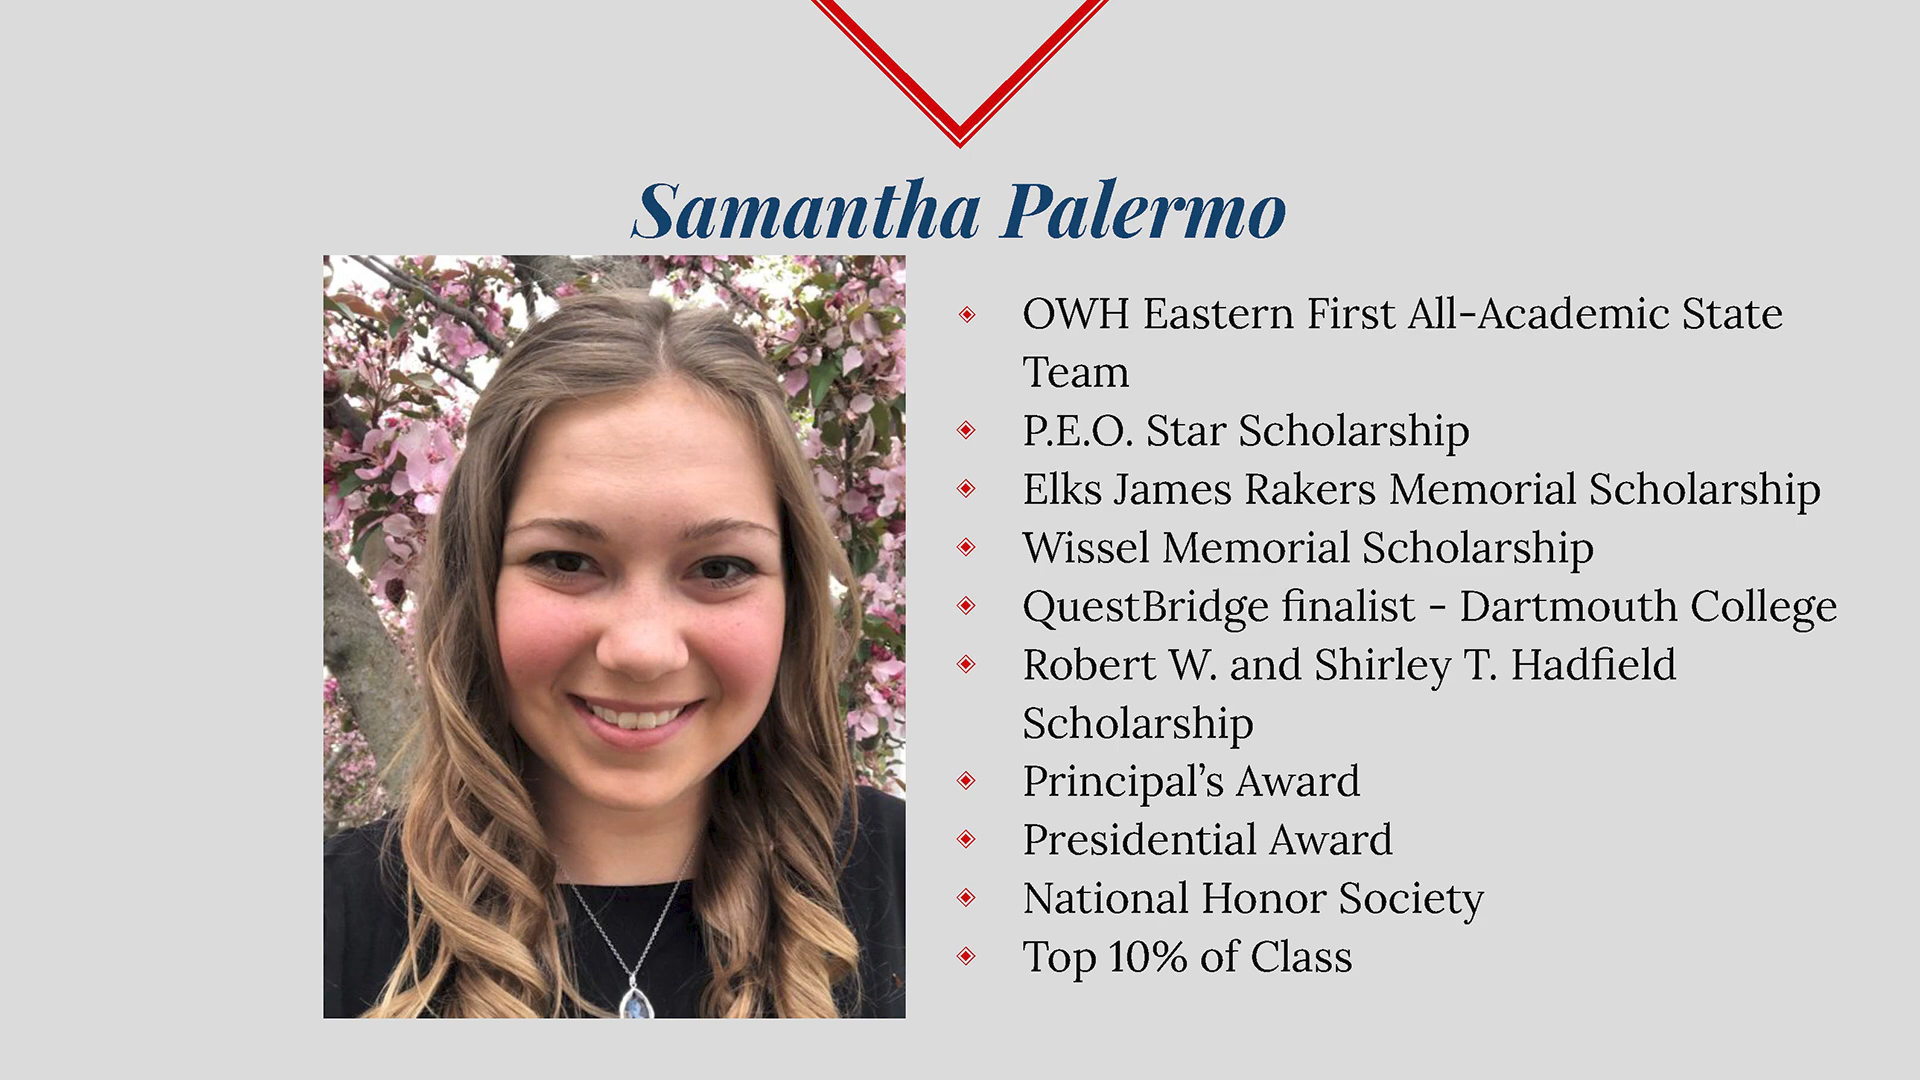 Samantha Palermo
OWH Eastern First All-Academic State
Team
P.E.O. Star Scholarship
Elks James Rakers Memorial Scholarship
Wissel Memorial Scholarship
QuestBridge finalist - Dartmouth College
Robert W. and Shirley T. Hadfield
Scholarship
Principal’s Award
Presidential Award
National Honor Society
Top 10% of Class